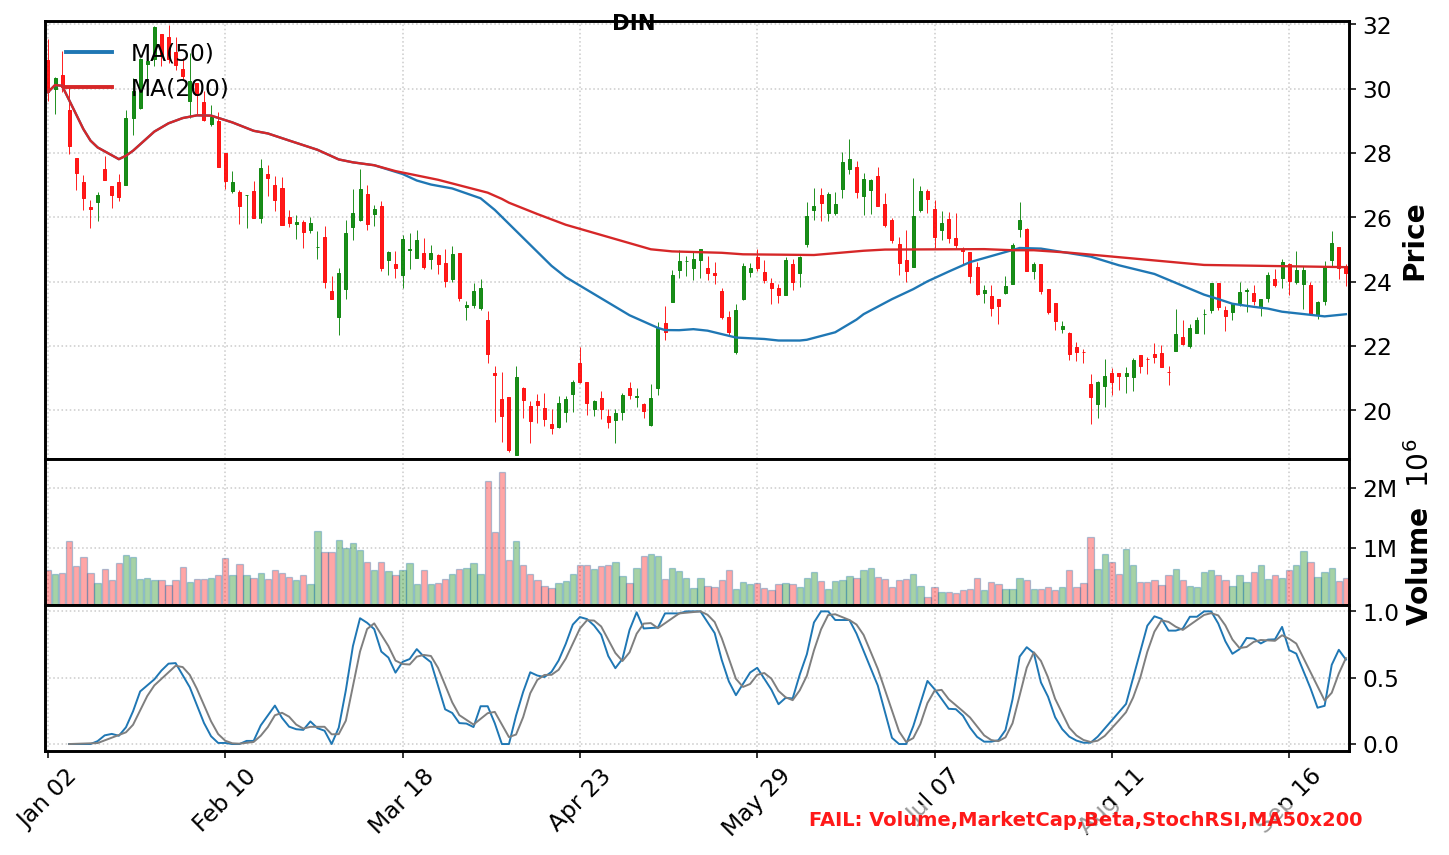 DIN
MA(50)
MA(200)
32
30
28
26
24
22
20
Price
2M
1M
Volume 10^6
1.0
0.5
0.0
Jan 02
Feb 10
Mar 18
Apr 23
May 29
Jul 07
Aug 11
Sep 16
FAIL: Volume,MarketCap,Beta,StochRSI,MA50x200